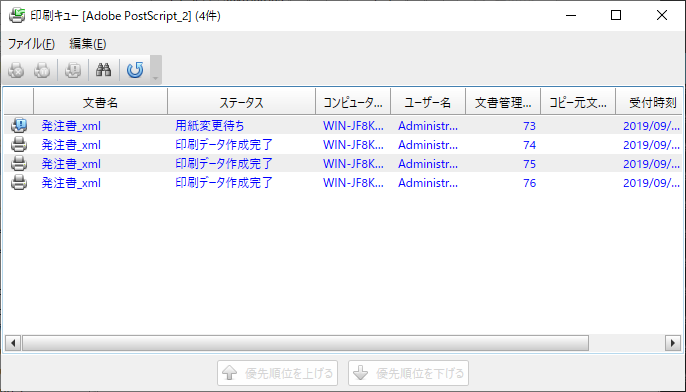 印刷キュー [Adobe PostScript_2] (4件)
ファイル(F) 編集(E)
文書名 ステータス コンピュータ... ユーザー名 文書管理... コピー元文... 受付時刻
発注書_xml 用紙変更待ち WIN-JF8K... Administr... 73 2019/09/...
発注書_xml 印刷データ作成完了 WIN-JF8K... Administr... 74 2019/09/...
発注書_xml 印刷データ作成完了 WIN-JF8K... Administr... 75 2019/09/...
発注書_xml 印刷データ作成完了 WIN-JF8K... Administr... 76 2019/09/...
優先順位を上げる 優先順位を下げる